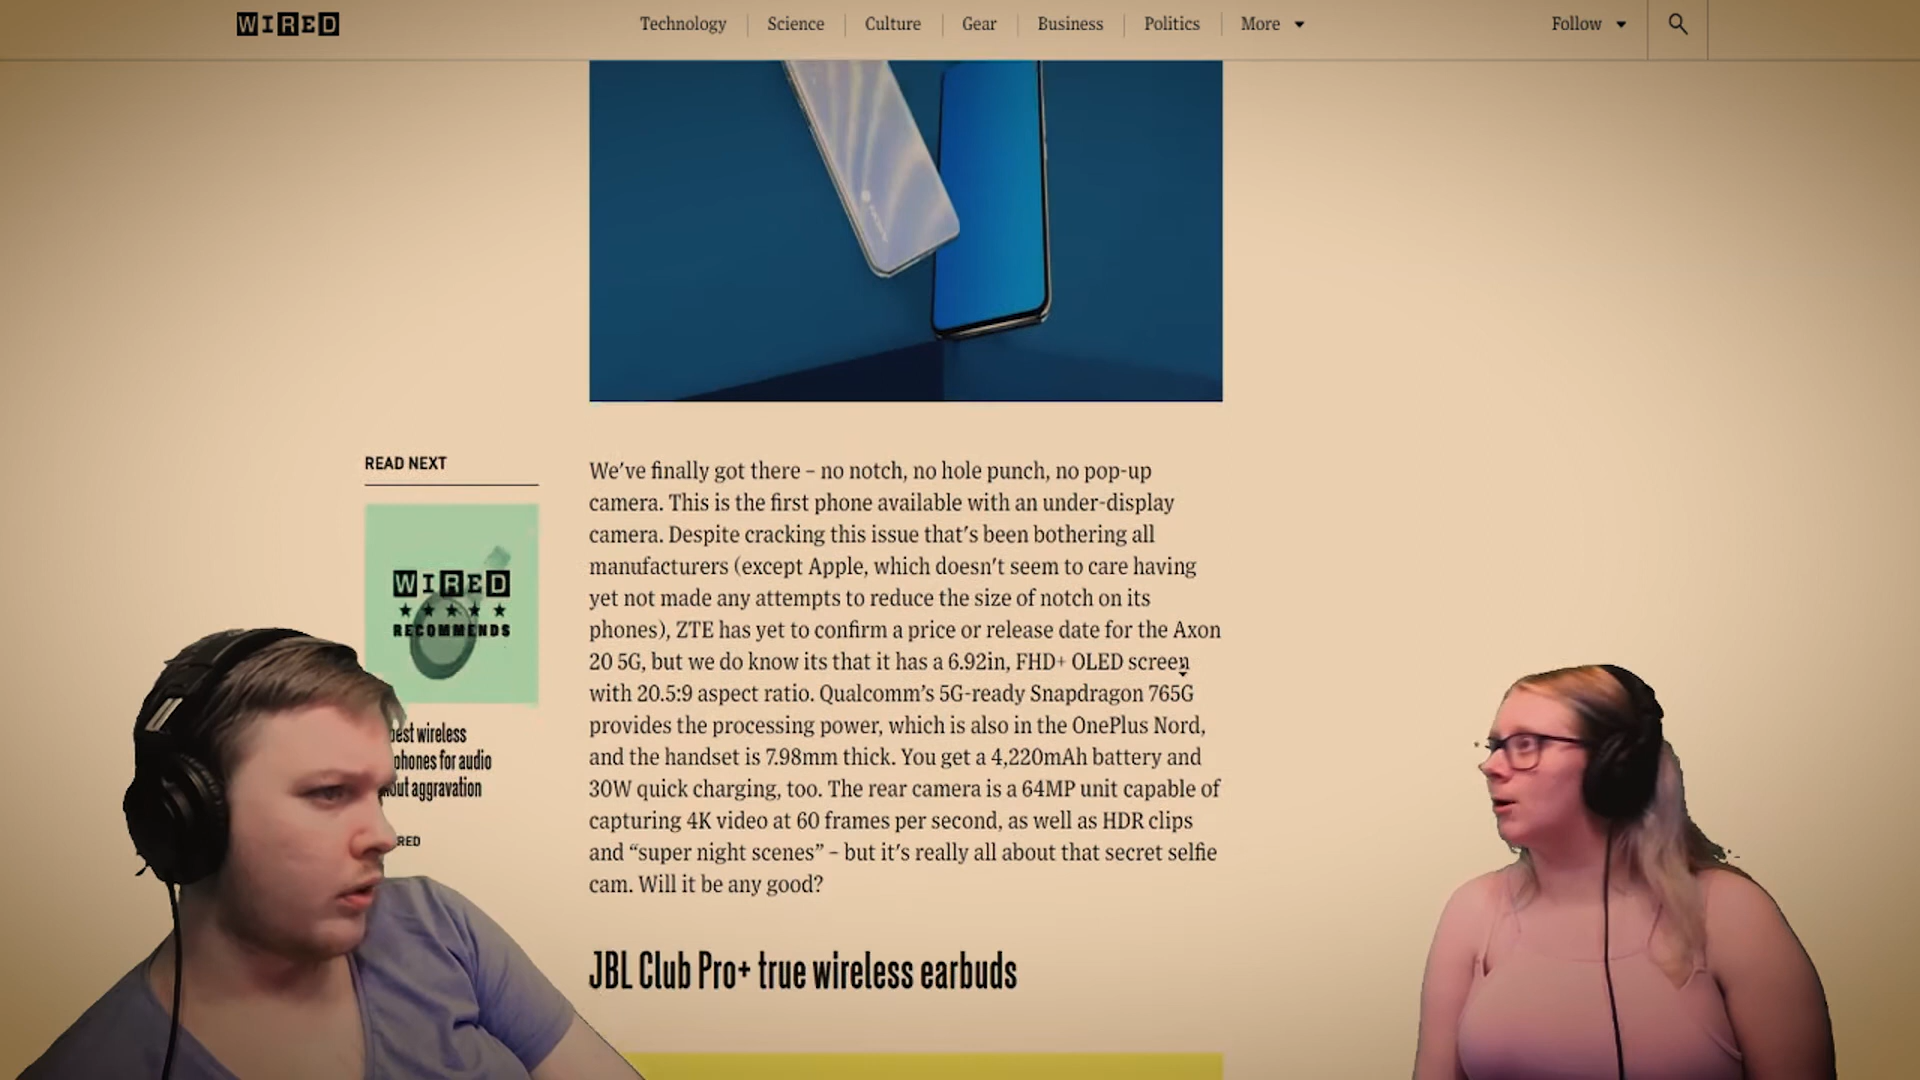 WIRED
Technology
Science
Culture
Gear
Business
Politics
More
Follow
READ NEXT
WIRED
RECOMMENDS
best wireless
phones for audio
out aggravation
We've finally got there – no notch, no hole punch, no pop-up
camera. This is the first phone available with an under-display
camera. Despite cracking this issue that's been bothering all
manufacturers (except Apple, which doesn't seem to care having
yet not made any attempts to reduce the size of notch on its
phones), ZTE has yet to confirm a price or release date for the Axon
20 5G, but we do know its that it has a 6.92in, FHD+ OLED screen
with 20.5:9 aspect ratio. Qualcomm's 5G-ready Snapdragon 765G
provides the processing power, which is also in the OnePlus Nord,
and the handset is 7.98mm thick. You get a 4,220mAh battery and
30W quick charging, too. The rear camera is a 64MP unit capable of
capturing 4K video at 60 frames per second, as well as HDR clips
and “super night scenes” – but it's really all about that secret selfie
cam. Will it be any good?
JBL Club Pro+ true wireless earbuds